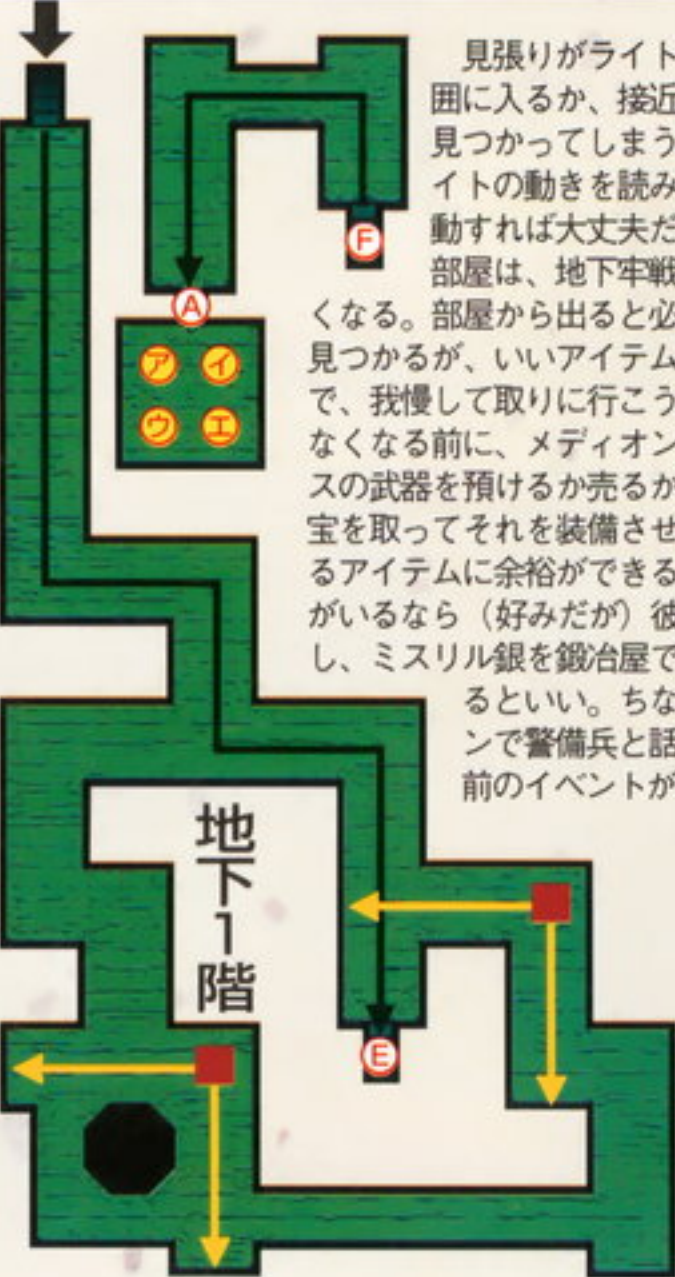 見張りがライト
囲に入るか、接近
見つかってしまう
イトの動きを読み
動すれば大丈夫だ
部屋は、地下牢戦
くなる。部屋から出ると必
見つかるが、いいアイテム
で、我慢して取りに行こう
なくなる前に、メディオン
スの武器を預けるか売るか
宝を取ってそれを装備させ
るアイテムに余裕ができる
がいるなら（好みだが）彼
し、ミスリル銀を鍛冶屋で
るといい。ちな
ンで警備兵と話
前のイベントが
F
A
ア イ
ウ エ
地下1階
E